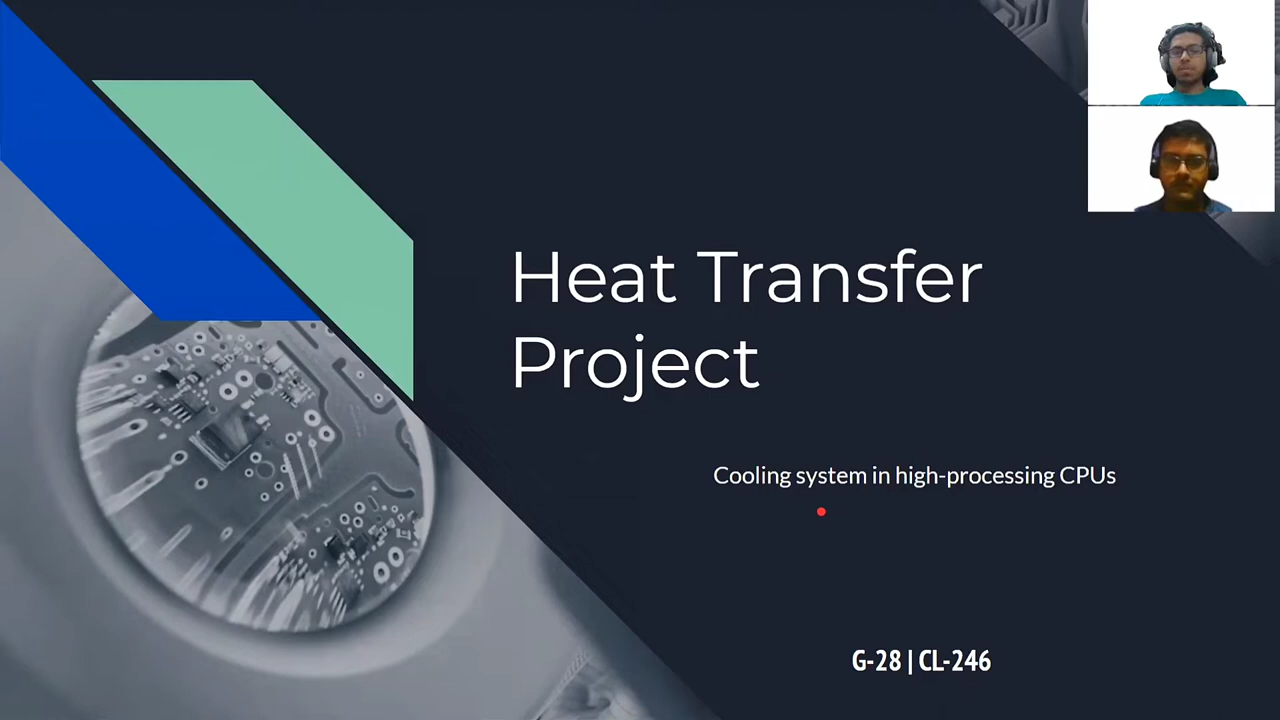 Heat Transfer
Project
Cooling system in high-processing CPUs
G-28 | CL-246